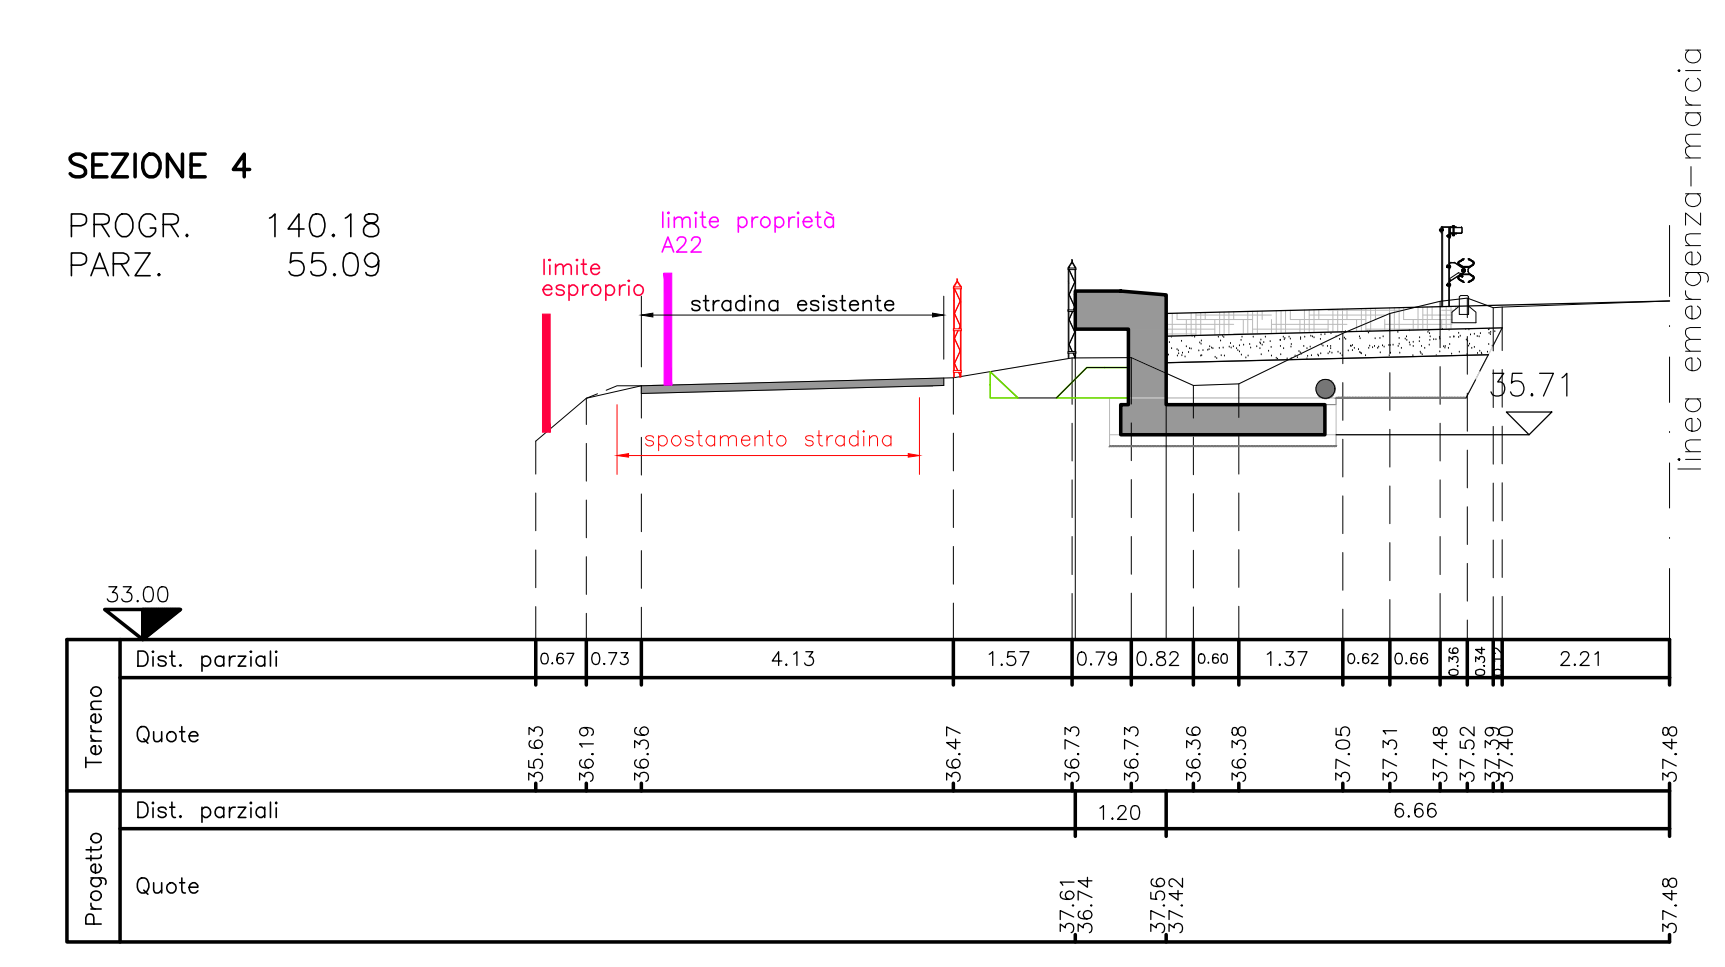 linea emergenza-marcia
SEZIONE 4
PROGR. 140.18
PARZ. 55.09
limite proprietà
A22
limite
esproprio
stradina esistente
35.71
spostamento stradina
33.00
Terreno
Dist. parziali 0.67 0.73 4.13 1.57 0.79 0.82 0.60 1.37 0.62 0.66 0.36 0.34 0.12 2.21
Quote 35.63 36.19 36.36 36.47 36.73 36.73 36.36 36.38 37.05 37.31 37.48 37.52 37.39 37.40 37.48
Progetto
Dist. parziali 1.20 6.66
Quote 37.61 36.74 37.56 37.42 37.48